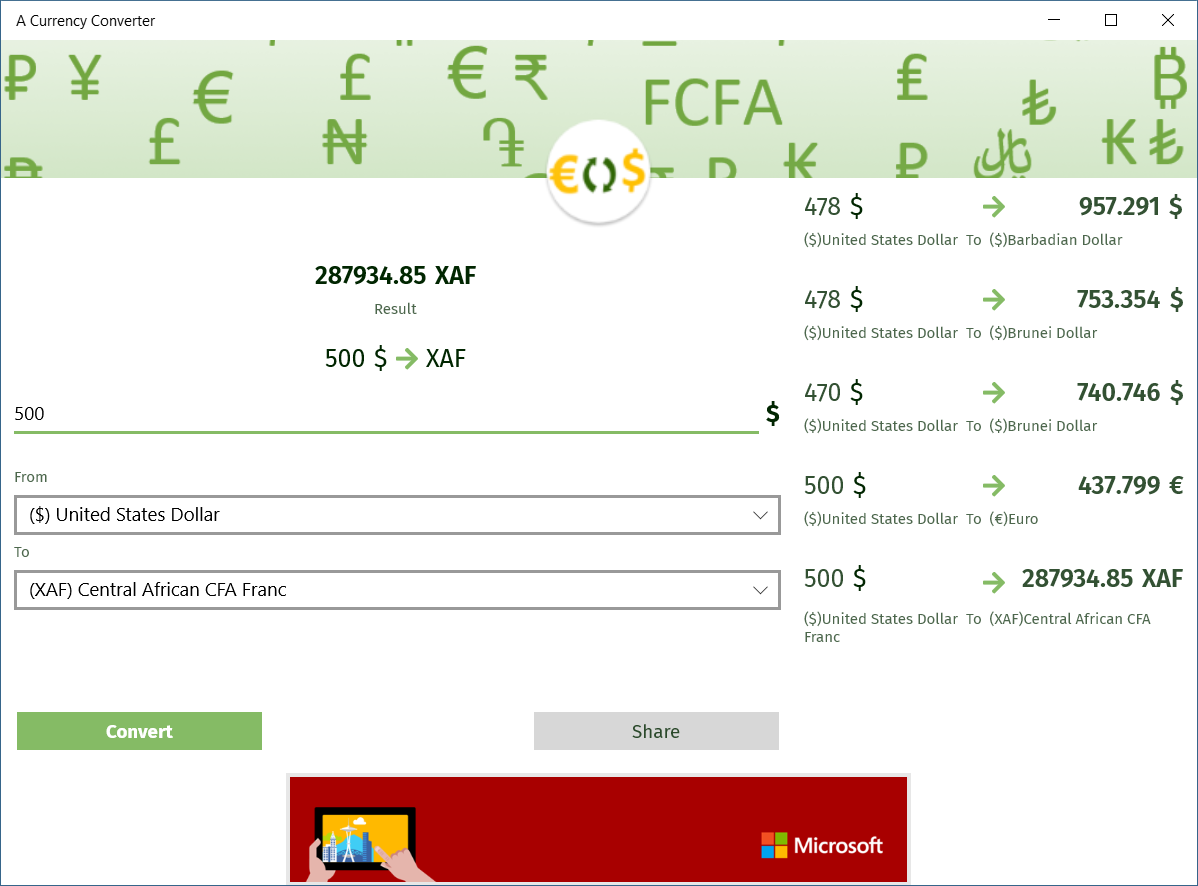 A Currency Converter
₽ ¥ € £ € ₹ FCFA £ ₺ ₿
£ ₦ ֏ ₭ ₽ ﷼ ₭ ₺
€ $
287934.85 XAF
Result
500 $ → XAF
500 $
From
($) United States Dollar
To
(XAF) Central African CFA Franc
Convert
Share
478 $ → 957.291 $
($)United States Dollar To ($)Barbadian Dollar
478 $ → 753.354 $
($)United States Dollar To ($)Brunei Dollar
470 $ → 740.746 $
($)United States Dollar To ($)Brunei Dollar
500 $ → 437.799 €
($)United States Dollar To (€)Euro
500 $ → 287934.85 XAF
($)United States Dollar To (XAF)Central African CFA
Franc
Microsoft